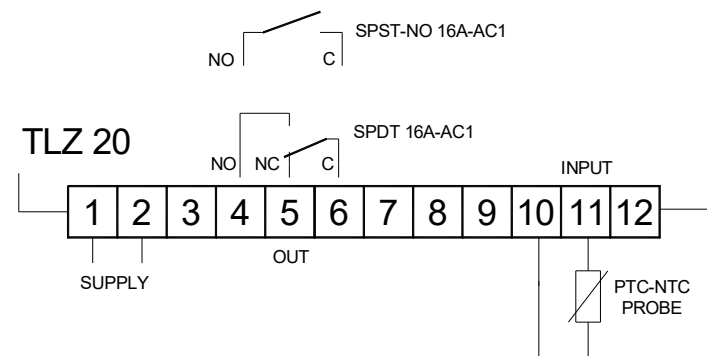 SPST-NO 16A-AC1
NO C
SPDT 16A-AC1
TLZ 20
NO NC C
INPUT
1 2 3 4 5 6 7 8 9 10 11 12
OUT
SUPPLY
PTC-NTC
PROBE